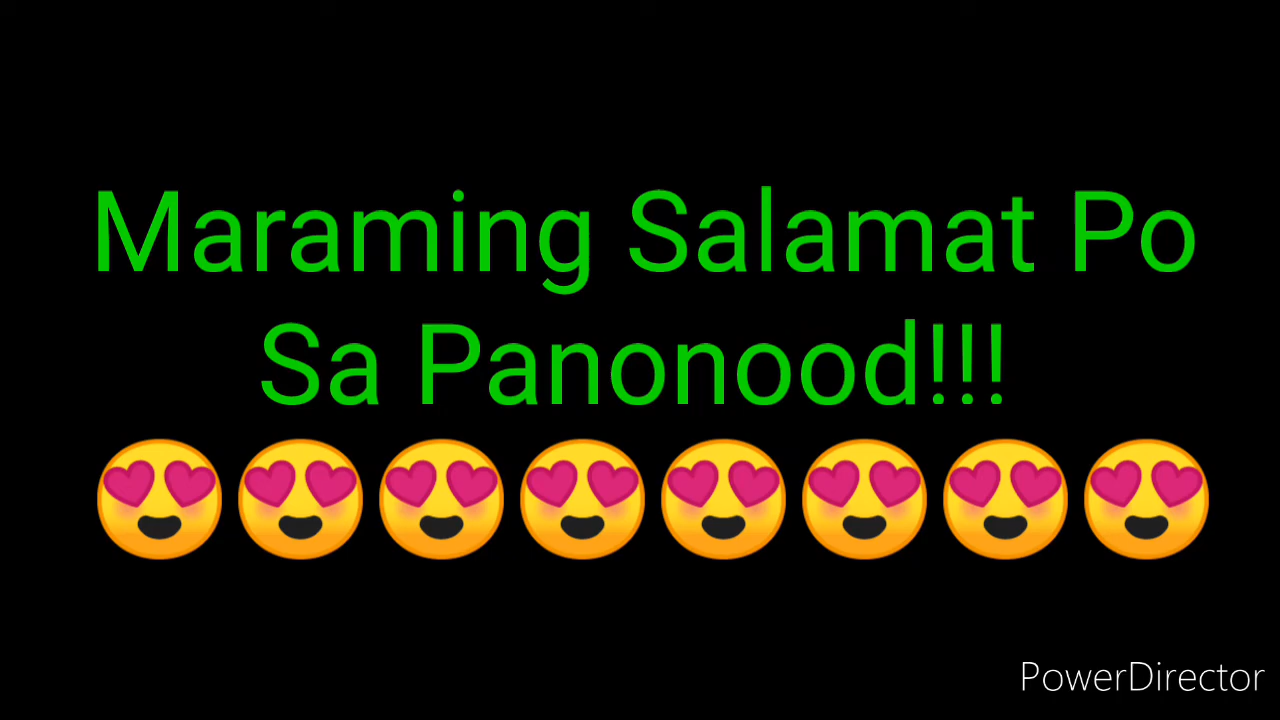 Maraming Salamat Po
Sa Panonood!!!
😍😍😍😍😍😍😍😍
PowerDirector